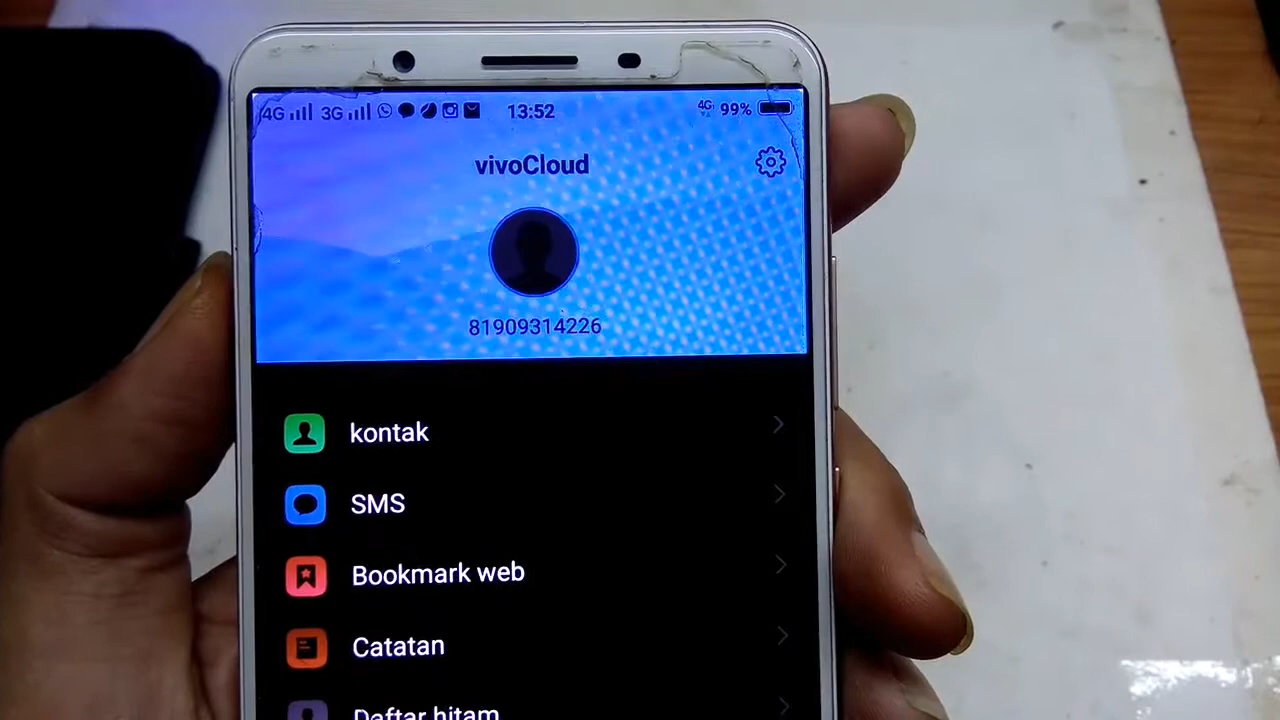 4G 3G 13:52 4G 99%
vivoCloud
81909314226
kontak
SMS
Bookmark web
Catatan
Daftar hitam